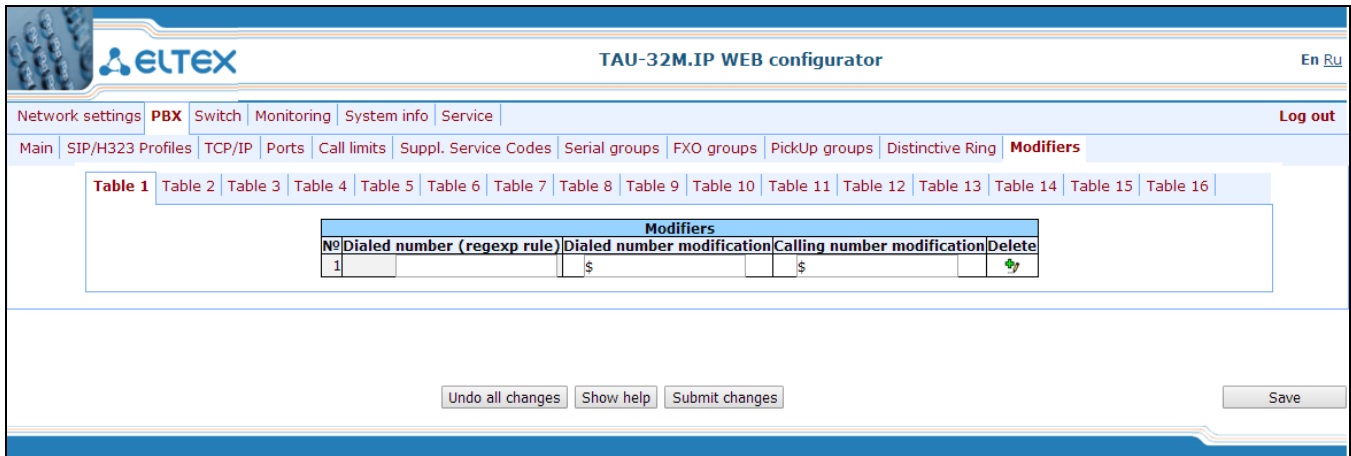 ELTEX
TAU-32M.IP WEB configurator
En Ru
Network settings PBX Switch Monitoring System info Service
Log out
Main SIP/H323 Profiles TCP/IP Ports Call limits Suppl. Service Codes Serial groups FXO groups PickUp groups Distinctive Ring Modifiers
Table 1 Table 2 Table 3 Table 4 Table 5 Table 6 Table 7 Table 8 Table 9 Table 10 Table 11 Table 12 Table 13 Table 14 Table 15 Table 16
Modifiers
№ Dialed number (regexp rule) Dialed number modification Calling number modification Delete
1 $ $
Undo all changes Show help Submit changes Save